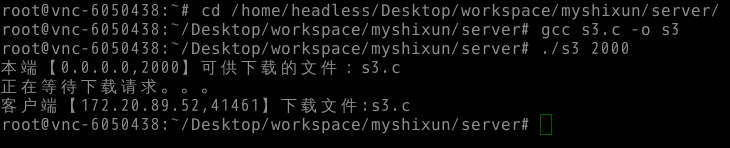 root@vnc-6050438:~# cd /home/headless/Desktop/workspace/myshixun/server/
root@vnc-6050438:~/Desktop/workspace/myshixun/server# gcc s3.c -o s3
root@vnc-6050438:~/Desktop/workspace/myshixun/server# ./s3 2000
本端【0.0.0.0,2000】可供下载的文件：s3.c
正在等待下载请求。。。
客户端【172.20.89.52,41461】下载文件:s3.c
root@vnc-6050438:~/Desktop/workspace/myshixun/server#